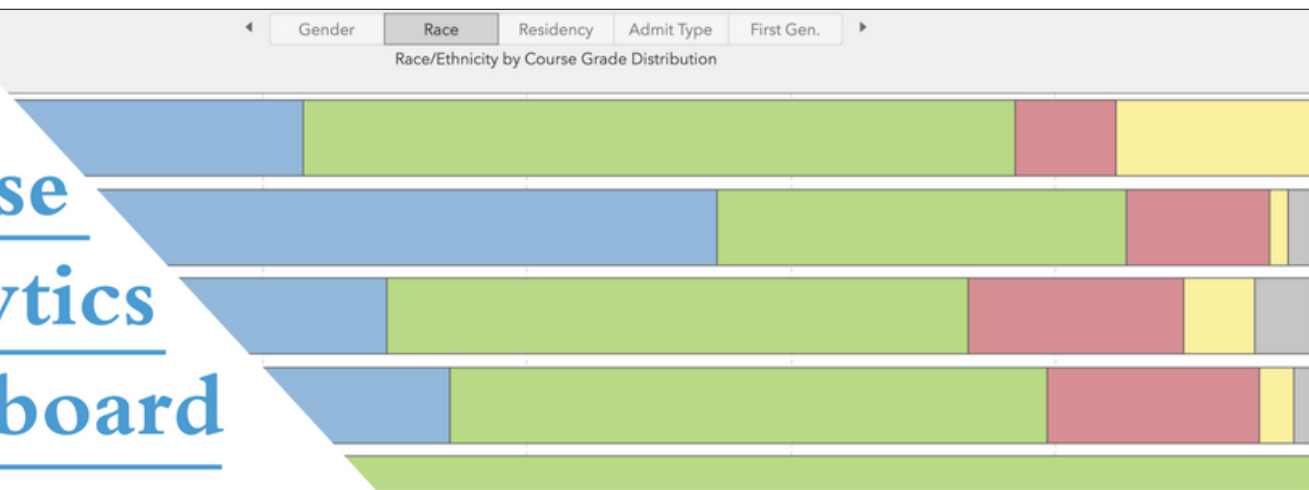 Gender Race Residency Admit Type First Gen.
Race/Ethnicity by Course Grade Distribution
se
ytics
board